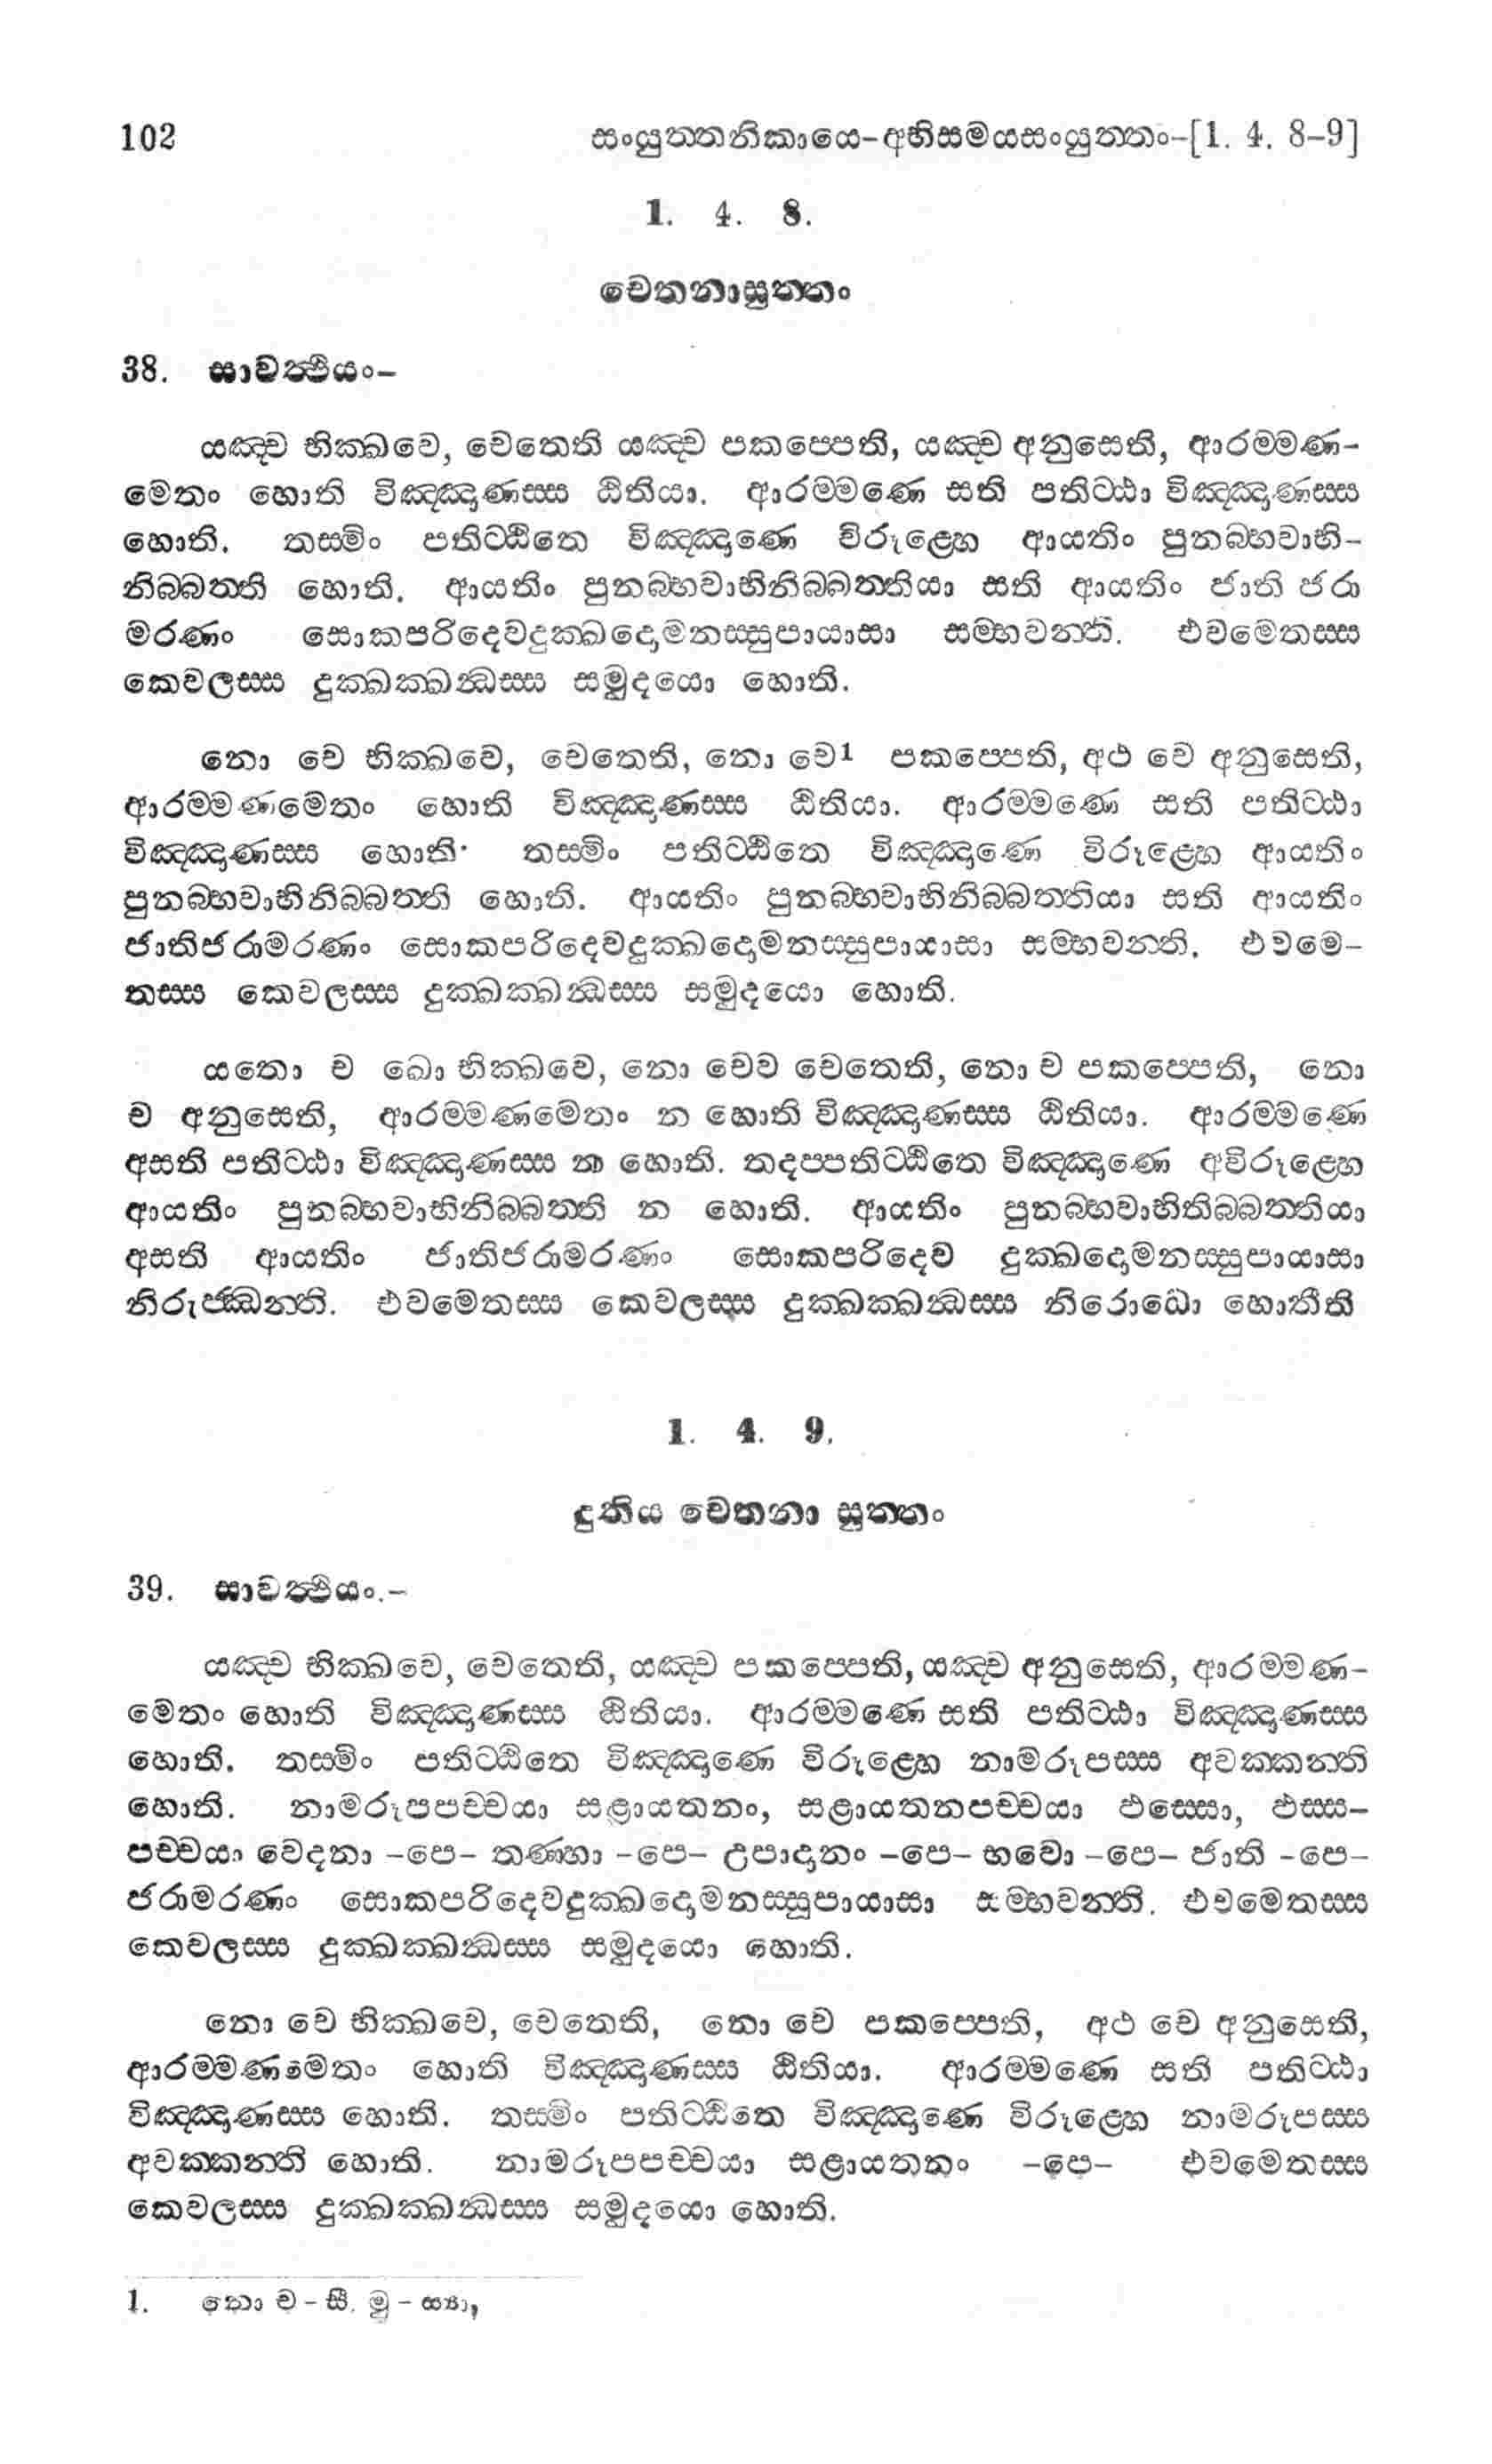 102 සංයුත්තනිකායෙ-අභිසමයසංයුත්තං-[1. 4. 8-9]
1. 4. 8.
චෙතනාසුත්තං
38. සාවත්ථියං-
යඤ්ච භික්ඛවෙ, චෙතෙති යඤ්ච පකප්පෙති, යඤ්ච අනුසෙති, ආරම්මණ-
මෙතං හොති විඤ්ඤාණස්ස ඨිතියා. ආරම්මණෙ සති පතිට්ඨා විඤ්ඤාණස්ස
හොති. තස්මිං පතිට්ඨිතෙ විඤ්ඤාණෙ විරූළ්හෙ ආයතිං පුනබ්භවාභි-
නිබ්බත්ති හොති. ආයතිං පුනබ්භවාභිනිබ්බත්තියා සති ආයතිං ජාති ජරා
මරණං සොකපරිදෙවදුක්ඛදොමනස්සුපායාසා සම්භවන්ති. එවමෙතස්ස
කෙවලස්ස දුක්ඛක්ඛන්ධස්ස සමුදයො හොති.
නො චෙ භික්ඛවෙ, චෙතෙති, නො චෙ1 පකප්පෙති, අථ චෙ අනුසෙති,
ආරම්මණමෙතං හොති විඤ්ඤාණස්ස ඨිතියා. ආරම්මණෙ සති පතිට්ඨා
විඤ්ඤාණස්ස හොති. තස්මිං පතිට්ඨිතෙ විඤ්ඤාණෙ විරූළ්හෙ ආයතිං
පුනබ්භවාභිනිබ්බත්ති හොති. ආයතිං පුනබ්භවාභිනිබ්බත්තියා සති ආයතිං
ජාතිජරාමරණං සොකපරිදෙවදුක්ඛදොමනස්සුපායාසා සම්භවන්ති. එවමෙ-
තස්ස කෙවලස්ස දුක්ඛක්ඛන්ධස්ස සමුදයො හොති.
යතො ච ඛො භික්ඛවෙ, නො චෙව චෙතෙති, නො ච පකප්පෙති, නො
ච අනුසෙති, ආරම්මණමෙතං න හොති විඤ්ඤාණස්ස ඨිතියා. ආරම්මණෙ
අසති පතිට්ඨා විඤ්ඤාණස්ස න හොති. තදප්පතිට්ඨිතෙ විඤ්ඤාණෙ අවිරූළ්හෙ
ආයතිං පුනබ්භවාභිනිබ්බත්ති න හොති. ආයතිං පුනබ්භවාභිනිබ්බත්තියා
අසති ආයතිං ජාතිජරාමරණං සොකපරිදෙව දුක්ඛදොමනස්සුපායාසා
නිරුජ්ඣන්ති. එවමෙතස්ස කෙවලස්ස දුක්ඛක්ඛන්ධස්ස නිරොධො හොතීති
1. 4. 9.
දුතිය චෙතනා සුත්තං
39. සාවත්ථියං.-
යඤ්ච භික්ඛවෙ, චෙතෙති, යඤ්ච පකප්පෙති, යඤ්ච අනුසෙති, ආරම්මණ-
මෙතං හොති විඤ්ඤාණස්ස ඨිතියා. ආරම්මණෙ සති පතිට්ඨා විඤ්ඤාණස්ස
හොති. තස්මිං පතිට්ඨිතෙ විඤ්ඤාණෙ විරූළ්හෙ නාමරූපස්ස අවක්කන්ති
හොති. නාමරූපපච්චයා සළායතනං, සළායතනපච්චයා ඵස්සො, ඵස්ස-
පච්චයා වෙදනා -පෙ- තණ්හා -පෙ- උපාදානං -පෙ- භවො -පෙ- ජාති -පෙ-
ජරාමරණං සොකපරිදෙවදුක්ඛදොමනස්සූපායාසා සම්භවන්ති. එවමෙතස්ස
කෙවලස්ස දුක්ඛක්ඛන්ධස්ස සමුදයො හොති.
නො චෙ භික්ඛවෙ, චෙතෙති, නො චෙ පකප්පෙති, අථ චෙ අනුසෙති,
ආරම්මණමෙතං හොති විඤ්ඤාණස්ස ඨිතියා. ආරම්මණෙ සති පතිට්ඨා
විඤ්ඤාණස්ස හොති. තස්මිං පතිට්ඨිතෙ විඤ්ඤාණෙ විරූළ්හෙ නාමරූපස්ස
අවක්කන්ති හොති. නාමරූපපච්චයා සළායතනං -පෙ- එවමෙතස්ස
කෙවලස්ස දුක්ඛක්ඛන්ධස්ස සමුදයො හොති.
1. නො ච - සී. මු - ස්‍යා,